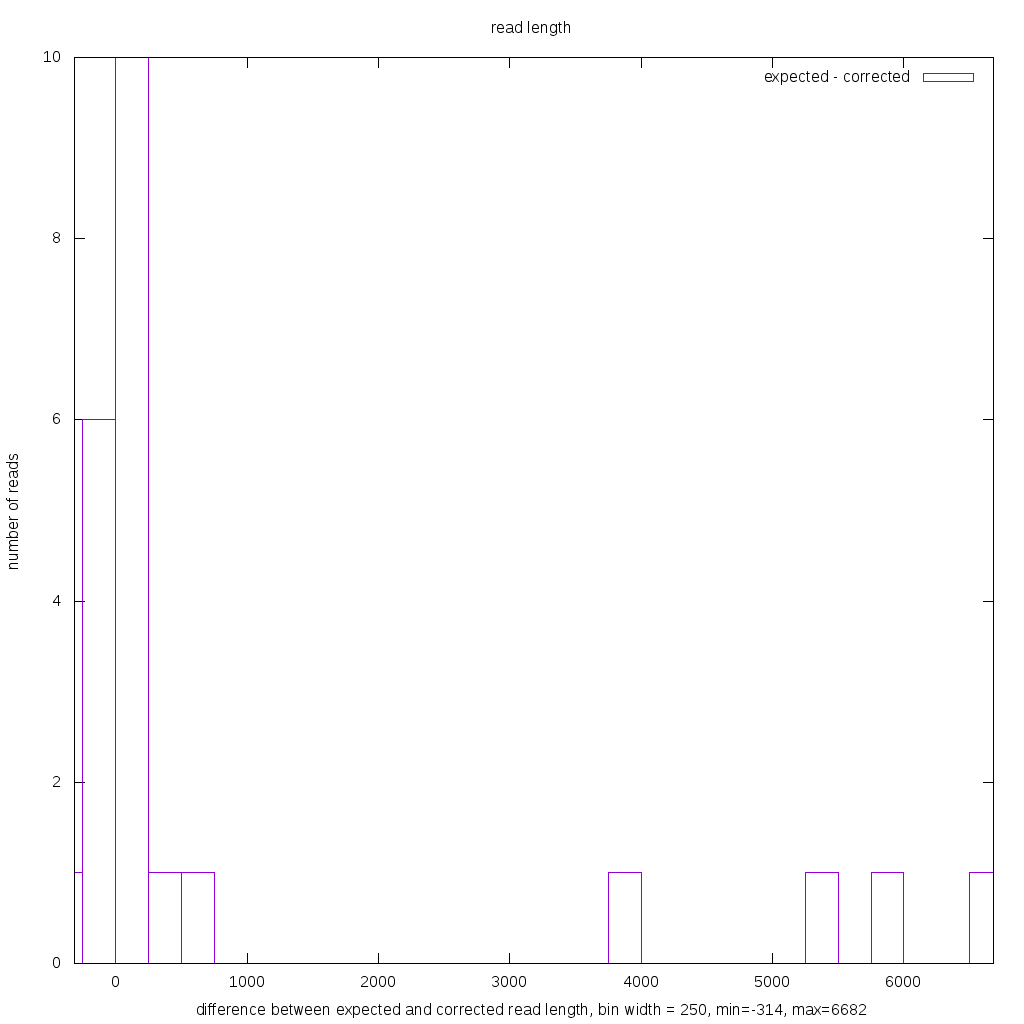 read length
expected - corrected
10
8
6
4
2
0
number of reads
0 1000 2000 3000 4000 5000 6000
difference between expected and corrected read length, bin width = 250, min=-314, max=6682